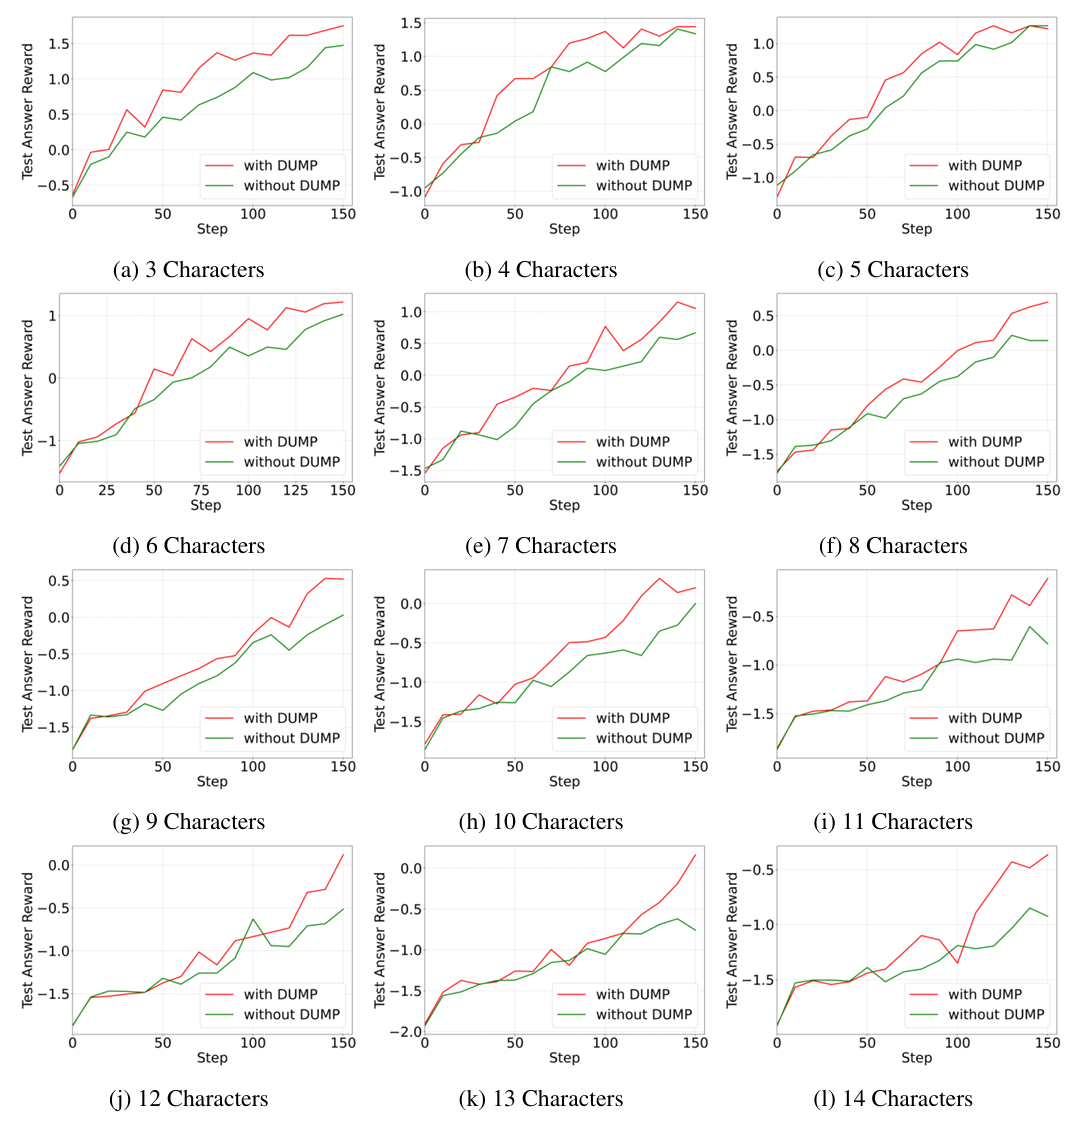 1.5
1.0
0.5
0.0
−0.5
Test Answer Reward
with DUMP
without DUMP
0 50 100 150
Step
(a) 3 Characters
1.5
1.0
0.5
0.0
−0.5
−1.0
Test Answer Reward
with DUMP
without DUMP
0 50 100 150
Step
(b) 4 Characters
1.0
0.5
0.0
−0.5
−1.0
Test Answer Reward
with DUMP
without DUMP
0 50 100 150
Step
(c) 5 Characters
1
0
−1
Test Answer Reward
with DUMP
without DUMP
0 25 50 75 100 125 150
Step
(d) 6 Characters
1.0
0.5
0.0
−0.5
−1.0
−1.5
Test Answer Reward
with DUMP
without DUMP
0 50 100 150
Step
(e) 7 Characters
0.5
0.0
−0.5
−1.0
−1.5
Test Answer Reward
with DUMP
without DUMP
0 50 100 150
Step
(f) 8 Characters
0.5
0.0
−0.5
−1.0
−1.5
Test Answer Reward
with DUMP
without DUMP
0 50 100 150
Step
(g) 9 Characters
0.0
−0.5
−1.0
−1.5
Test Answer Reward
with DUMP
without DUMP
0 50 100 150
Step
(h) 10 Characters
−0.5
−1.0
−1.5
Test Answer Reward
with DUMP
without DUMP
0 50 100 150
Step
(i) 11 Characters
0.0
−0.5
−1.0
−1.5
Test Answer Reward
with DUMP
without DUMP
0 50 100 150
Step
(j) 12 Characters
0.0
−0.5
−1.0
−1.5
−2.0
Test Answer Reward
with DUMP
without DUMP
0 50 100 150
Step
(k) 13 Characters
−0.5
−1.0
−1.5
Test Answer Reward
with DUMP
without DUMP
0 50 100 150
Step
(l) 14 Characters